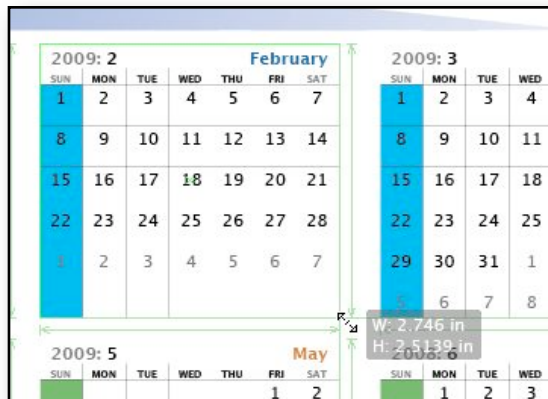 2009: 2 February
SUN MON TUE WED THU FRI SAT
1 2 3 4 5 6 7
8 9 10 11 12 13 14
15 16 17 18 19 20 21
22 23 24 25 26 27 28
1 2 3 4 5 6 7
2009: 3
SUN MON TUE WED
1 2 3 4
8 9 10 11
15 16 17 18
22 23 24 25
29 30 31 1
5 6 7 8
W: 2.746 in
H: 2.5139 in
2009: 5 May
SUN MON TUE WED THU FRI SAT
1 2
2009: 6
SUN MON TUE WED
1 2 3